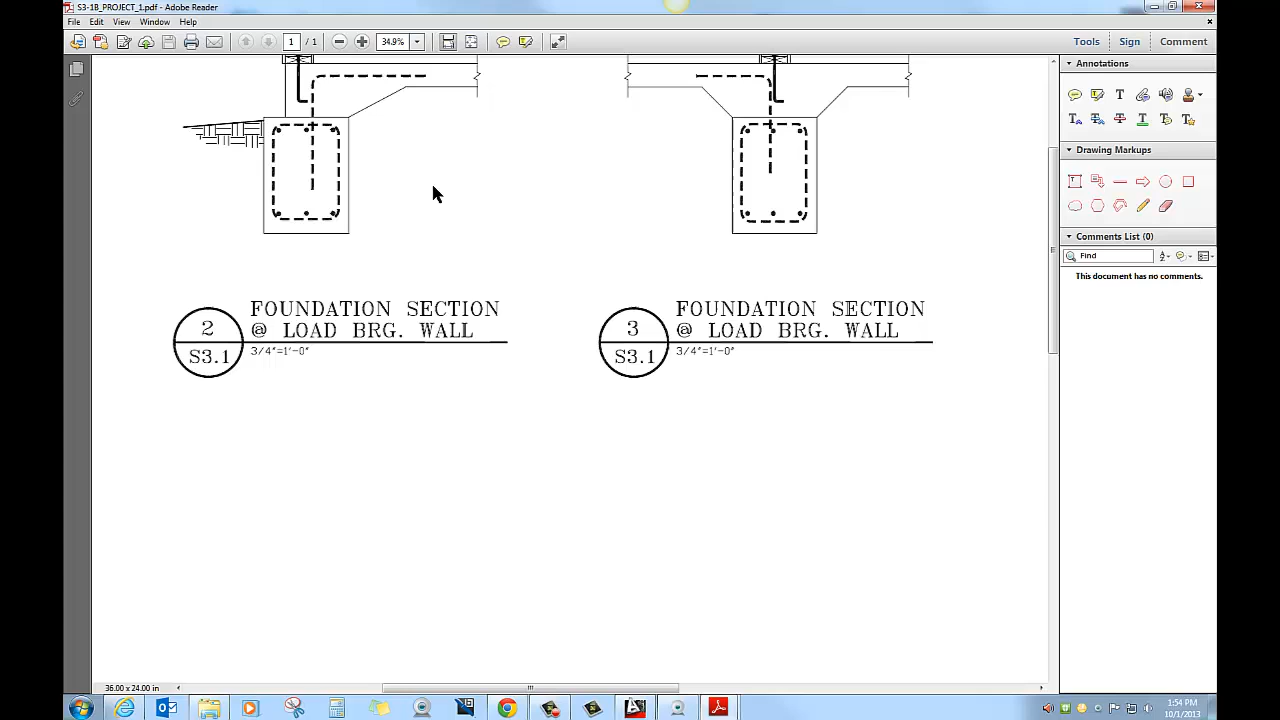 S3-1B_PROJECT_1.pdf - Adobe Reader
File Edit View Window Help
1 / 1 34.9% Tools Sign Comment
Annotations
T
T T T T T T
Drawing Markups
T
Comments List (0)
Find
This document has no comments.
2
S3.1
FOUNDATION SECTION
@ LOAD BRG. WALL
3/4"=1'-0"
3
S3.1
FOUNDATION SECTION
@ LOAD BRG. WALL
3/4"=1'-0"
36.00 x 24.00 in
1:54 PM
10/1/2013